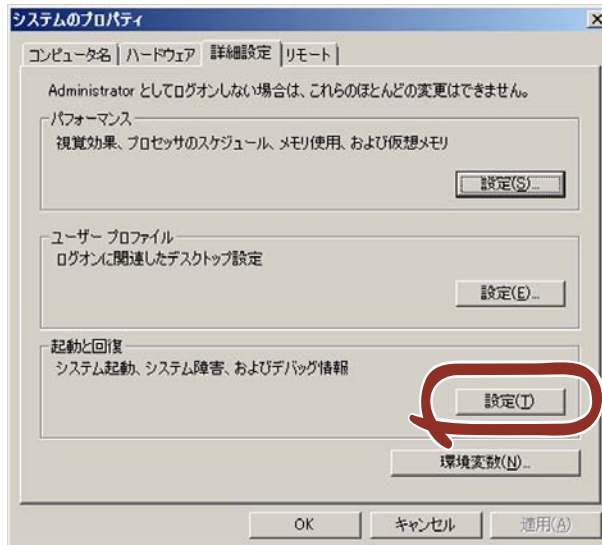 システムのプロパティ
コンピュータ名 ハードウェア 詳細設定 リモート
Administrator としてログオンしない場合は、これらのほとんどの変更はできません。
パフォーマンス
視覚効果、プロセッサのスケジュール、メモリ使用、および仮想メモリ
設定(S)...
ユーザー プロファイル
ログオンに関連したデスクトップ設定
設定(E)...
起動と回復
システム起動、システム障害、およびデバッグ情報
設定(T)
環境変数(N)...
OK キャンセル 適用(A)